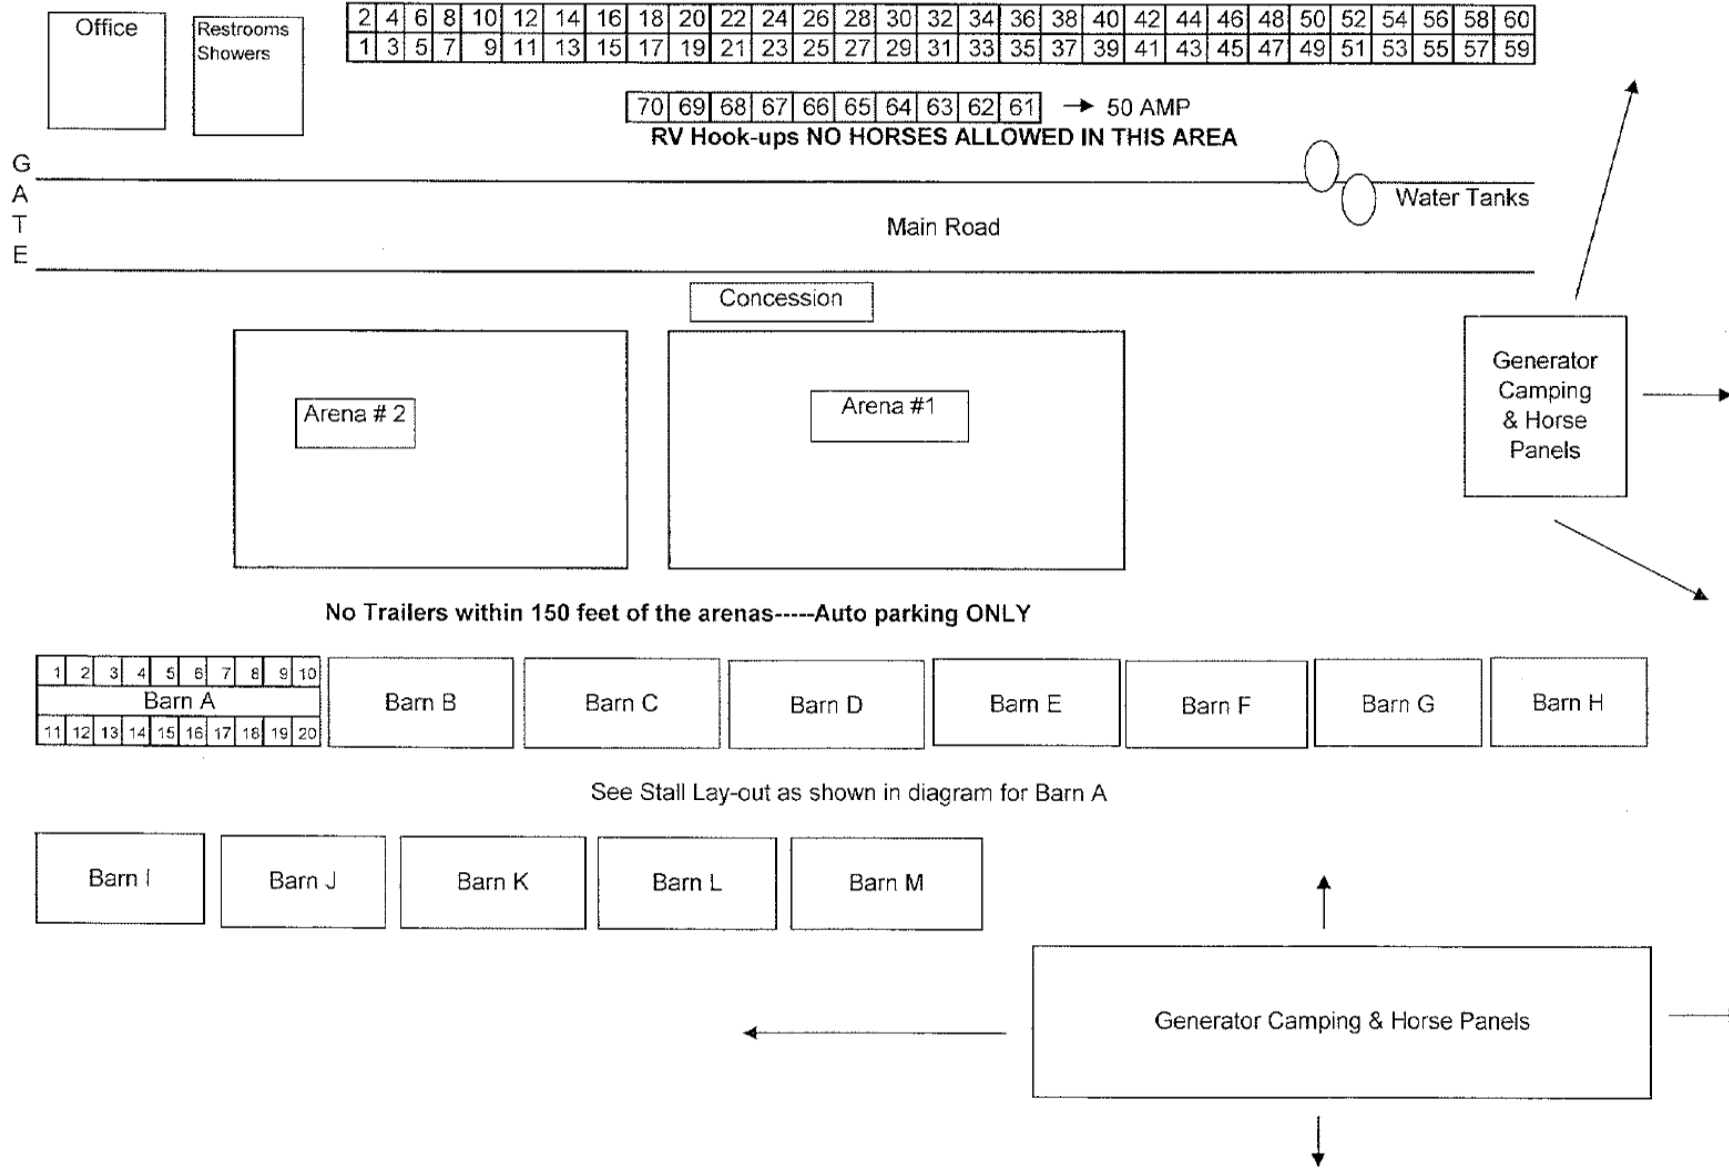 Office
Restrooms
Showers
2 4 6 8 10 12 14 16 18 20 22 24 26 28 30 32 34 36 38 40 42 44 46 48 50 52 54 56 58 60
1 3 5 7 9 11 13 15 17 19 21 23 25 27 29 31 33 35 37 39 41 43 45 47 49 51 53 55 57 59
70 69 68 67 66 65 64 63 62 61 → 50 AMP
RV Hook-ups NO HORSES ALLOWED IN THIS AREA
G
A
T
E
Water Tanks
Main Road
Concession
Arena # 2
Arena #1
Generator
Camping
& Horse
Panels
No Trailers within 150 feet of the arenas-----Auto parking ONLY
1 2 3 4 5 6 7 8 9 10
Barn A
11 12 13 14 15 16 17 18 19 20
Barn B
Barn C
Barn D
Barn E
Barn F
Barn G
Barn H
See Stall Lay-out as shown in diagram for Barn A
Barn I
Barn J
Barn K
Barn L
Barn M
Generator Camping & Horse Panels